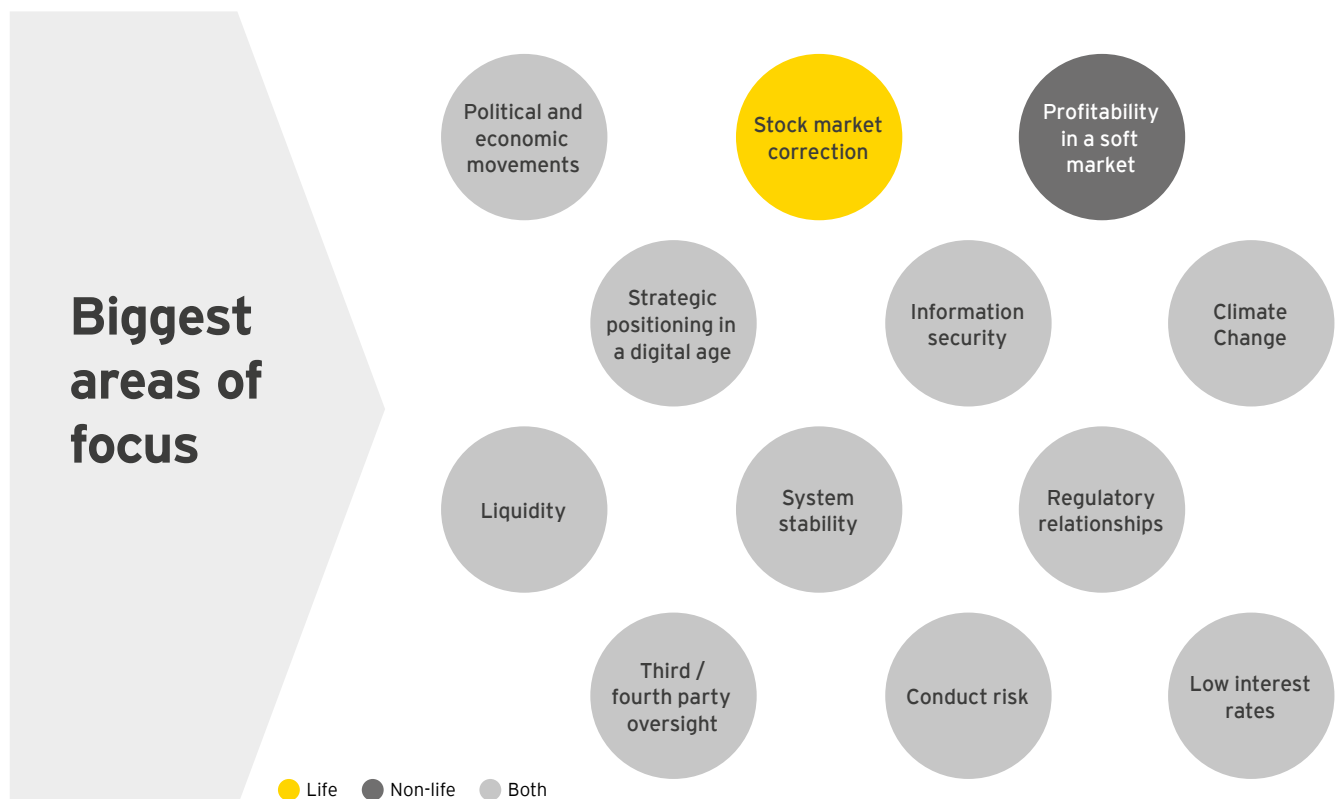 Biggest
areas of
focus
Political and
economic
movements
Stock market
correction
Profitability
in a soft
market
Strategic
positioning in
a digital age
Information
security
Climate
Change
Liquidity
System
stability
Regulatory
relationships
Third /
fourth party
oversight
Conduct risk
Low interest
rates
Life
Non-life
Both